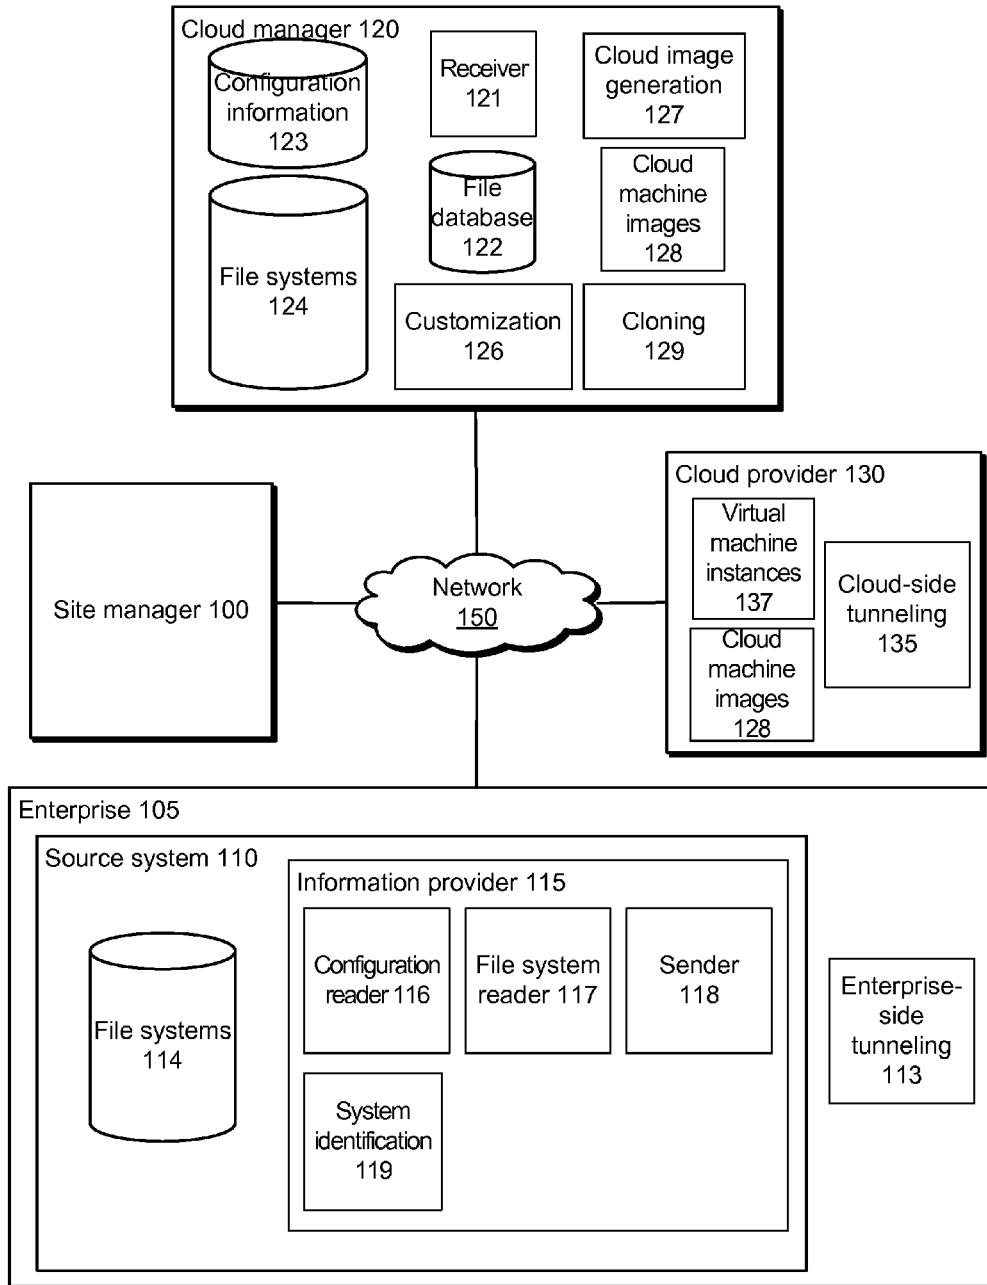 Cloud manager 120
Configuration
information
123
Receiver
121
Cloud image
generation
127
File systems
124
File
database
122
Cloud
machine
images
128
Customization
126
Cloning
129
Site manager 100
Network
150
Cloud provider 130
Virtual
machine
instances
137
Cloud-side
tunneling
135
Cloud
machine
images
128
Enterprise 105
Source system 110
Information provider 115
File systems
114
Configuration
reader 116
File system
reader 117
Sender
118
System
identification
119
Enterprise-
side
tunneling
113